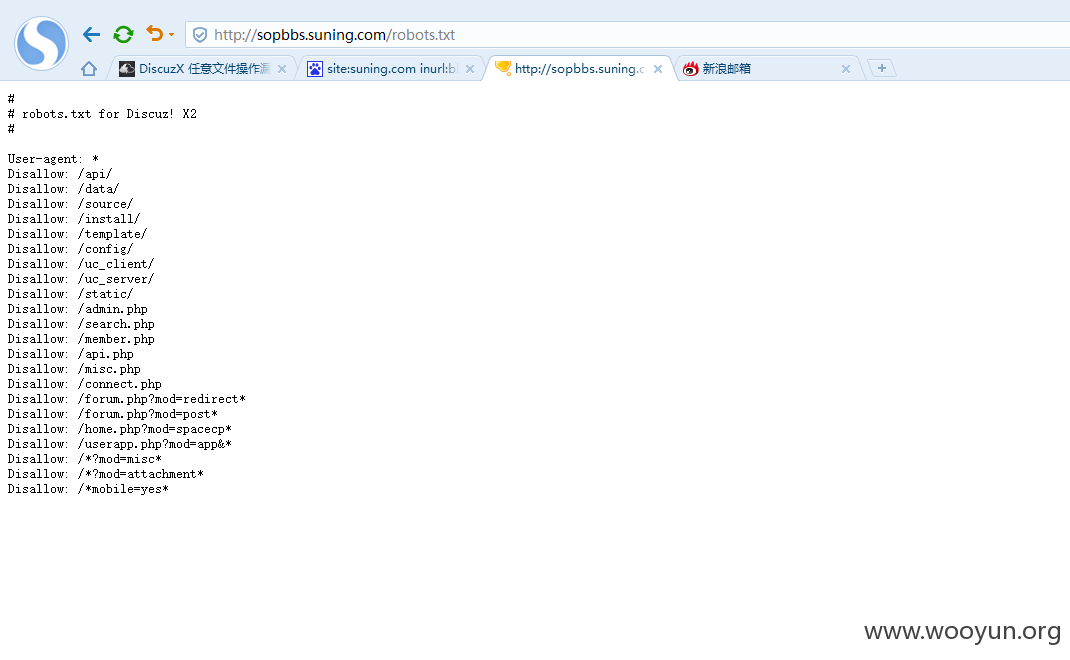 http://sopbbs.suning.com/robots.txt
DiscuzX 任意文件操作漏
site:suning.com inurl:b
http://sopbbs.suning.c
新浪邮箱
#
# robots.txt for Discuz! X2
#
User-agent: *
Disallow: /api/
Disallow: /data/
Disallow: /source/
Disallow: /install/
Disallow: /template/
Disallow: /config/
Disallow: /uc_client/
Disallow: /uc_server/
Disallow: /static/
Disallow: /admin.php
Disallow: /search.php
Disallow: /member.php
Disallow: /api.php
Disallow: /misc.php
Disallow: /connect.php
Disallow: /forum.php?mod=redirect*
Disallow: /forum.php?mod=post*
Disallow: /home.php?mod=spacecp*
Disallow: /userapp.php?mod=app&*
Disallow: /*?mod=misc*
Disallow: /*?mod=attachment*
Disallow: /*mobile=yes*
www.wooyun.org